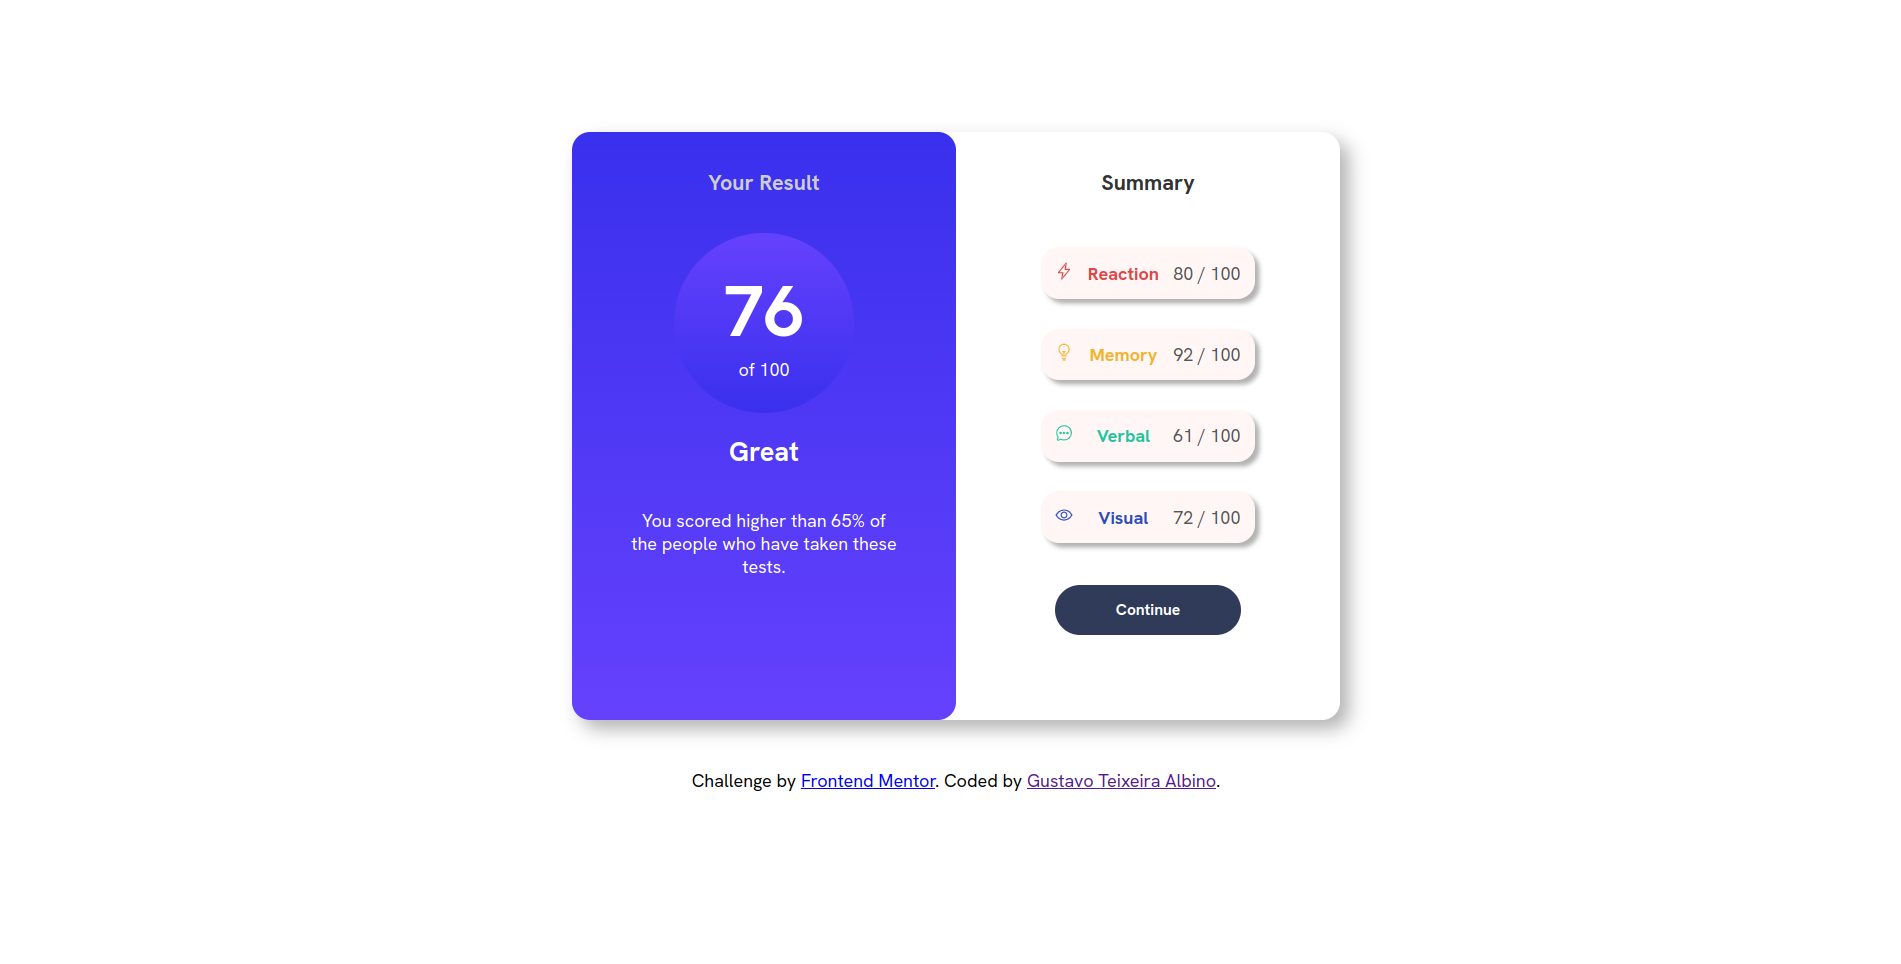 Your Result
76
of 100
Great
You scored higher than 65% of
the people who have taken these
tests.
Summary
Reaction 80 / 100
Memory 92 / 100
Verbal 61 / 100
Visual 72 / 100
Continue
Challenge by Frontend Mentor. Coded by Gustavo Teixeira Albino.